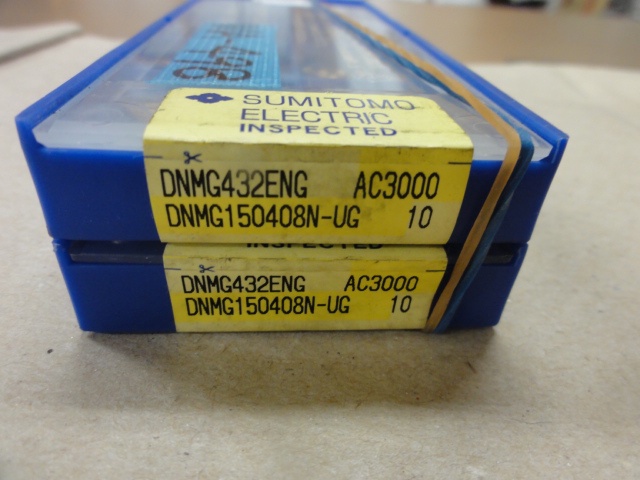 SUMITOMO
ELECTRIC
INSPECTED
DNMG432ENG AC3000
DNMG150408N-UG 10
INSPECTED
DNMG432ENG AC3000
DNMG150408N-UG 10